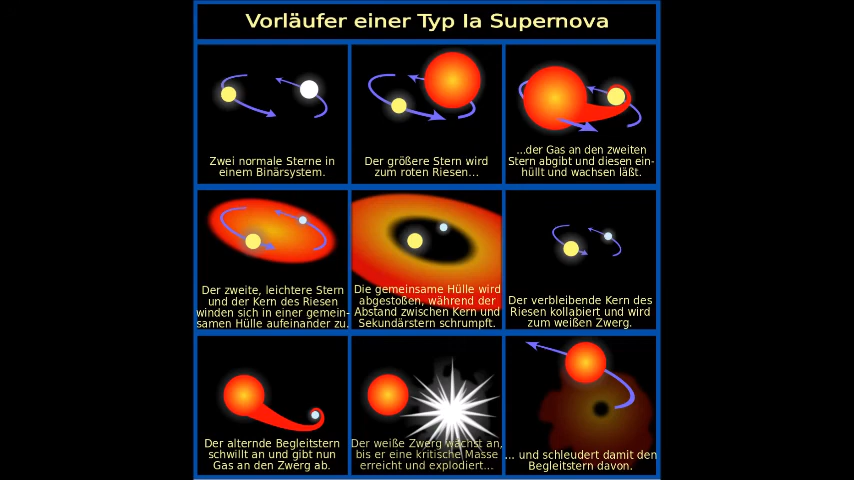 Vorläufer einer Typ Ia Supernova
Zwei normale Sterne in
einem Binärsystem.
Der größere Stern wird
zum roten Riesen...
...der Gas an den zweiten
Stern abgibt und diesen ein-
hüllt und wachsen läßt.
Der zweite, leichtere Stern
und der Kern des Riesen
winden sich in einer gemein-
samen Hülle aufeinander zu.
Die gemeinsame Hülle wird
abgestoßen, während der
Abstand zwischen Kern und
Sekundärstern schrumpft.
Der verbleibende Kern des
Riesen kollabiert und wird
zum weißen Zwerg.
Der alternde Begleitstern
schwillt an und gibt nun
Gas an den Zwerg ab.
Der weiße Zwerg wächst an,
bis er eine kritische Masse
erreicht und explodiert...
... und schleudert damit den
Begleitstern davon.